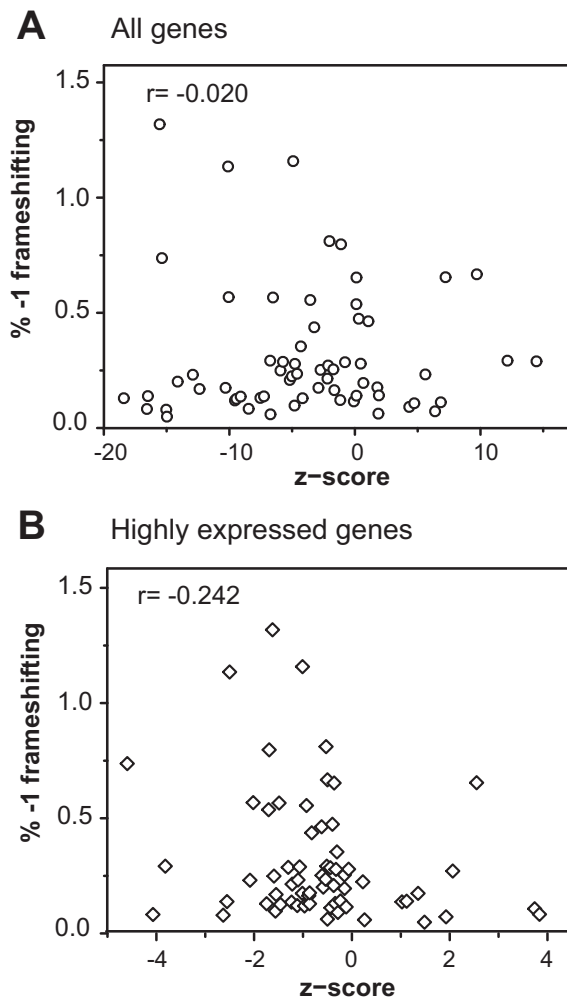 A All genes
1.5
r= -0.020
1.0
% -1 frameshifting
0.5
0.0
-20 -10 0 10
z-score
B Highly expressed genes
1.5
r= -0.242
1.0
% -1 frameshifting
0.5
0.0
-4 -2 0 2 4
z-score